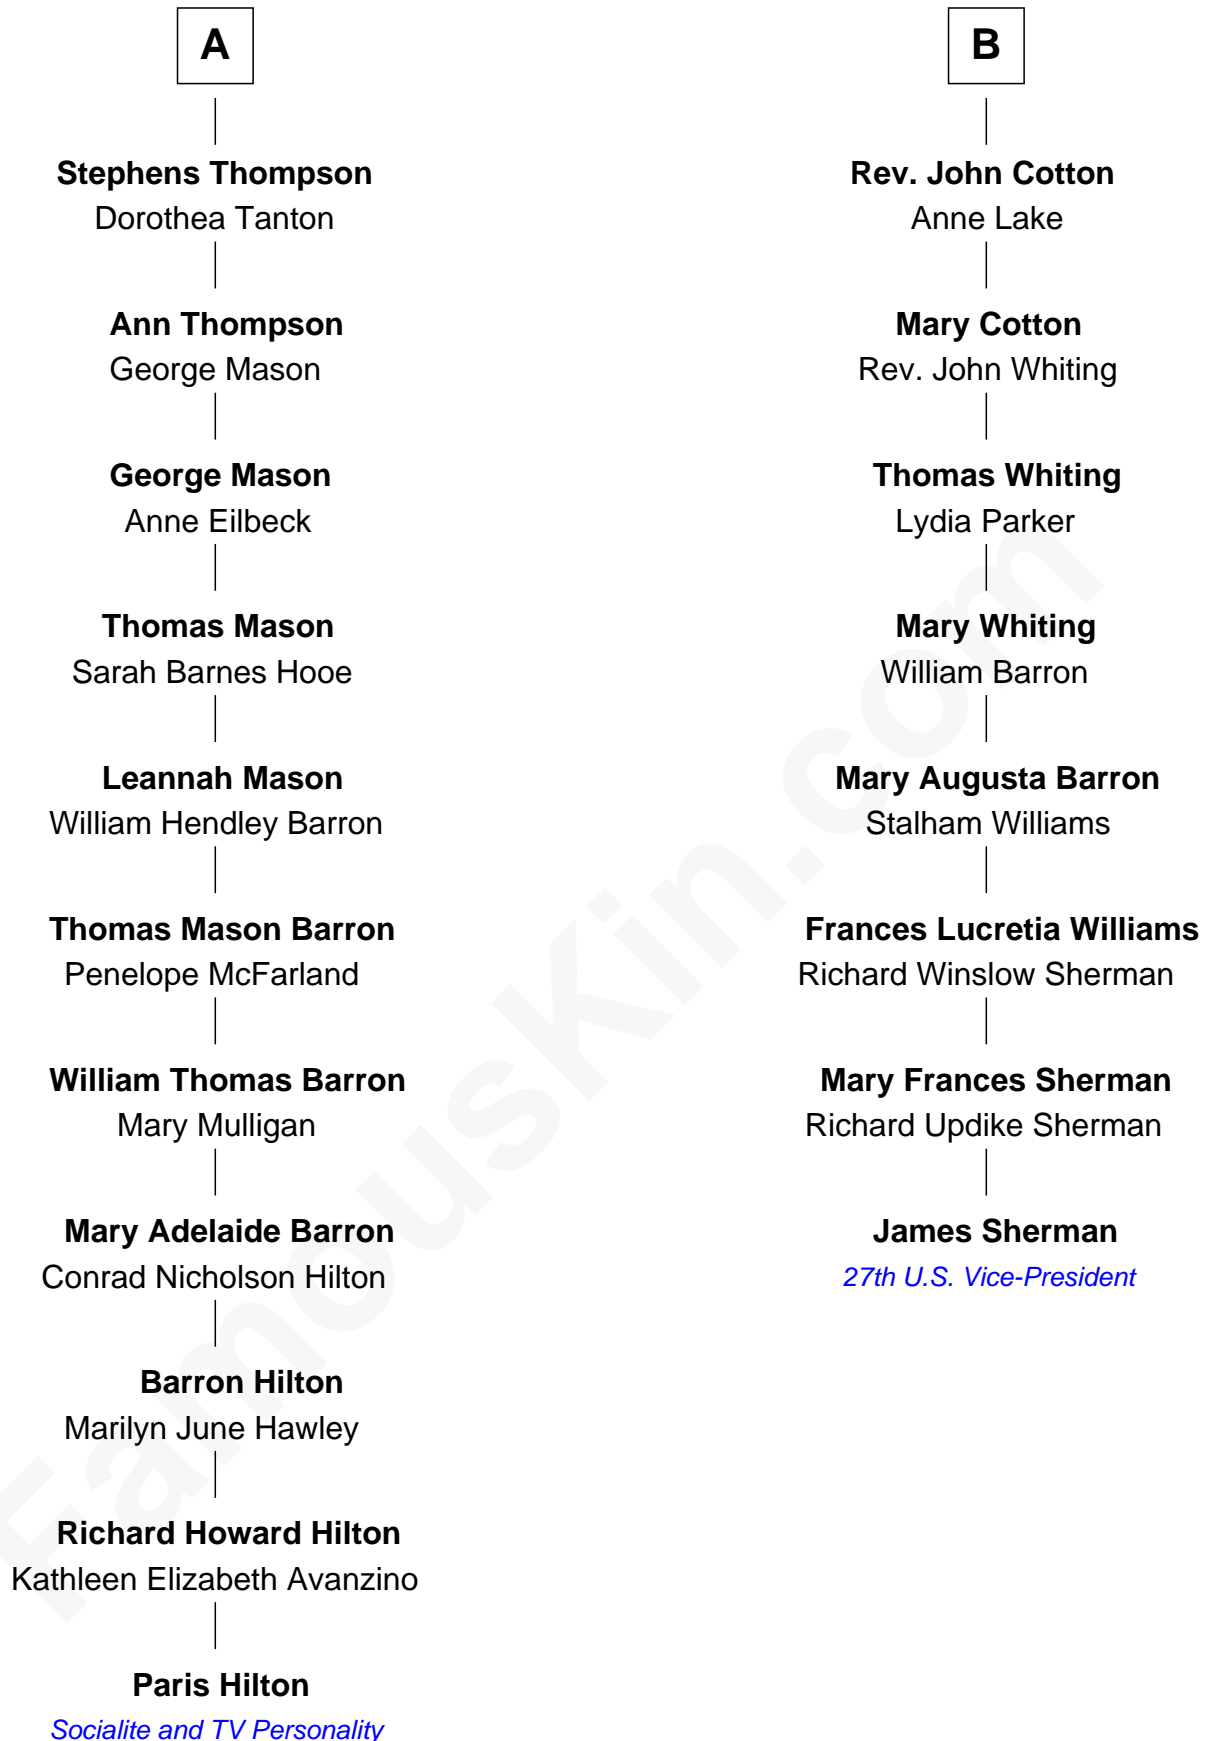 A
Stephens Thompson
Dorothea Tanton
Ann Thompson
George Mason
George Mason
Anne Eilbeck
Thomas Mason
Sarah Barnes Hooe
Leannah Mason
William Hendley Barron
Thomas Mason Barron
Penelope McFarland
William Thomas Barron
Mary Mulligan
Mary Adelaide Barron
Conrad Nicholson Hilton
Barron Hilton
Marilyn June Hawley
Richard Howard Hilton
Kathleen Elizabeth Avanzino
Paris Hilton
Socialite and TV Personality
B
Rev. John Cotton
Anne Lake
Mary Cotton
Rev. John Whiting
Thomas Whiting
Lydia Parker
Mary Whiting
William Barron
Mary Augusta Barron
Stalham Williams
Frances Lucretia Williams
Richard Winslow Sherman
Mary Frances Sherman
Richard Updike Sherman
James Sherman
27th U.S. Vice-President
FamousKin.com